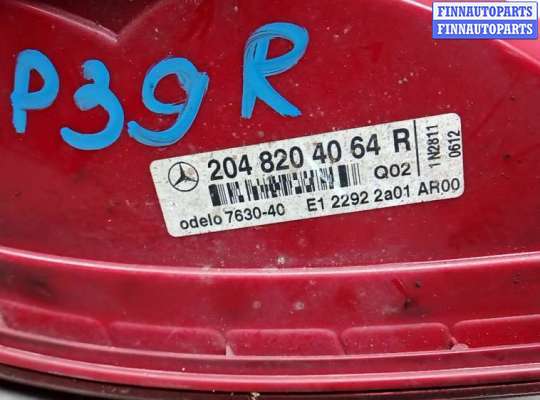 FINNAUTOPARTS
FINNAUTOPARTS
P39R
204 820 40 64 R
Q02
1N2811
0612
odelo 7630-40 E1 2292 2a01 AR00